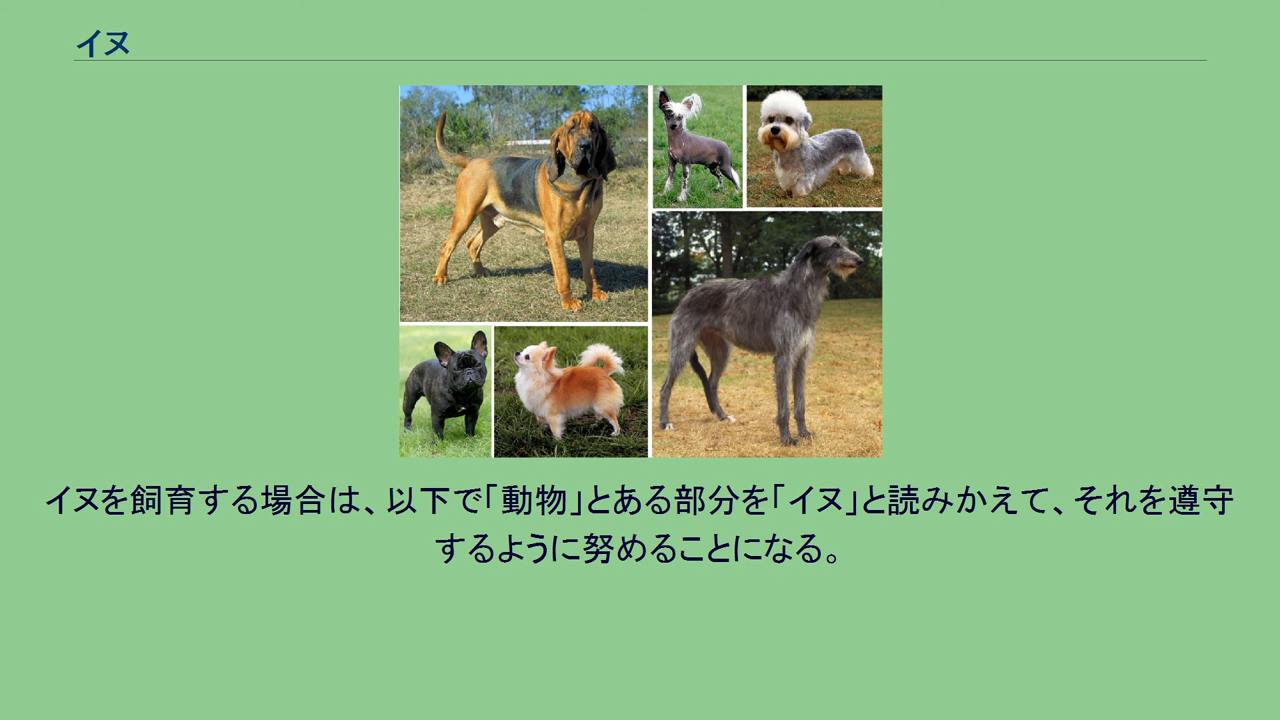 イヌ
イヌを飼育する場合は、以下で「動物」とある部分を「イヌ」と読みかえて、それを遵守
するように努めることになる。